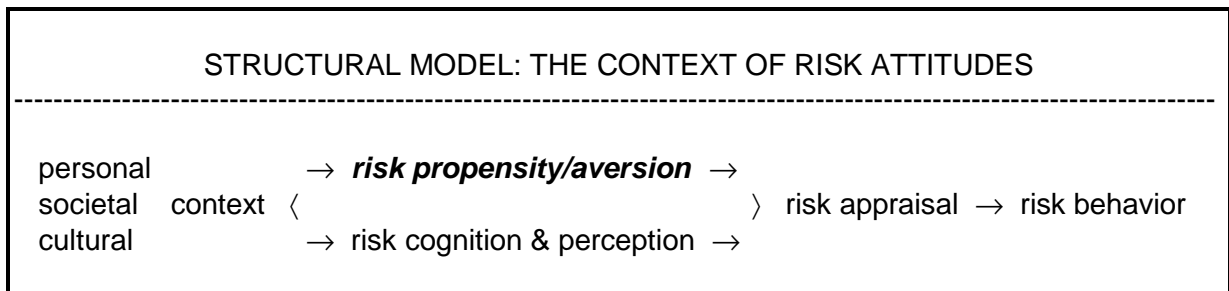 STRUCTURAL MODEL: THE CONTEXT OF RISK ATTITUDES
-----------------------------------------------------------------------------------------------------------------------------
personal → risk propensity/aversion →
societal context 〈 〉 risk appraisal → risk behavior
cultural → risk cognition & perception →